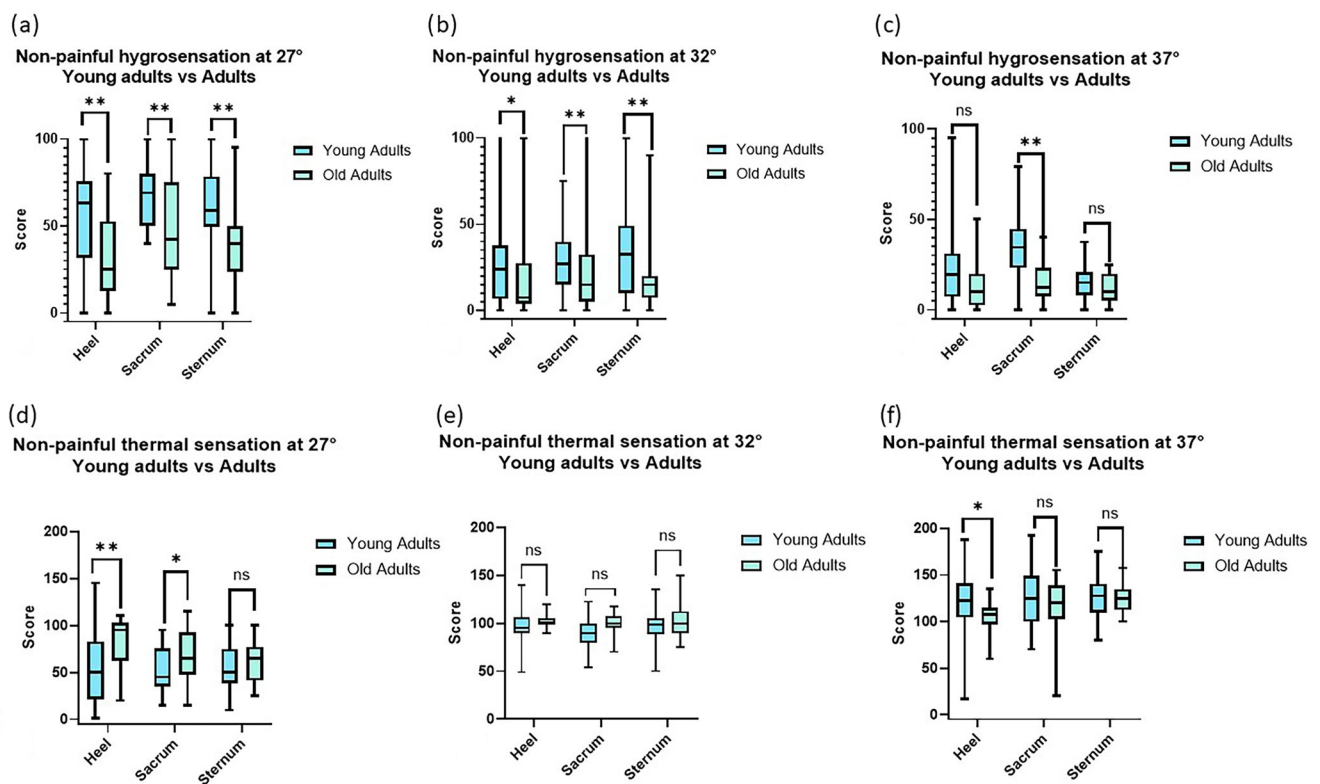 (a)
Non-painful hygrosensation at 27°
Young adults vs Adults
**
**
**
100
50
0
Score
Heel
Sacrum
Sternum
Young Adults
Old Adults
(b)
Non-painful hygrosensation at 32°
Young adults vs Adults
*
**
**
100
50
0
Score
Heel
Sacrum
Sternum
Young Adults
Old Adults
(c)
Non-painful hygrosensation at 37°
Young adults vs Adults
ns
**
ns
100
50
0
Score
Heel
Sacrum
Sternum
Young Adults
Old Adults
(d)
Non-painful thermal sensation at 27°
Young adults vs Adults
**
*
ns
200
150
100
50
0
Score
Heel
Sacrum
Sternum
Young Adults
Old Adults
(e)
Non-painful thermal sensation at 32°
Young adults vs Adults
ns
ns
ns
200
150
100
50
0
Score
Heel
Sacrum
Sternum
Young Adults
Old Adults
(f)
Non-painful thermal sensation at 37°
Young adults vs Adults
*
ns
ns
200
150
100
50
0
Score
Heel
Sacrum
Sternum
Young Adults
Old Adults